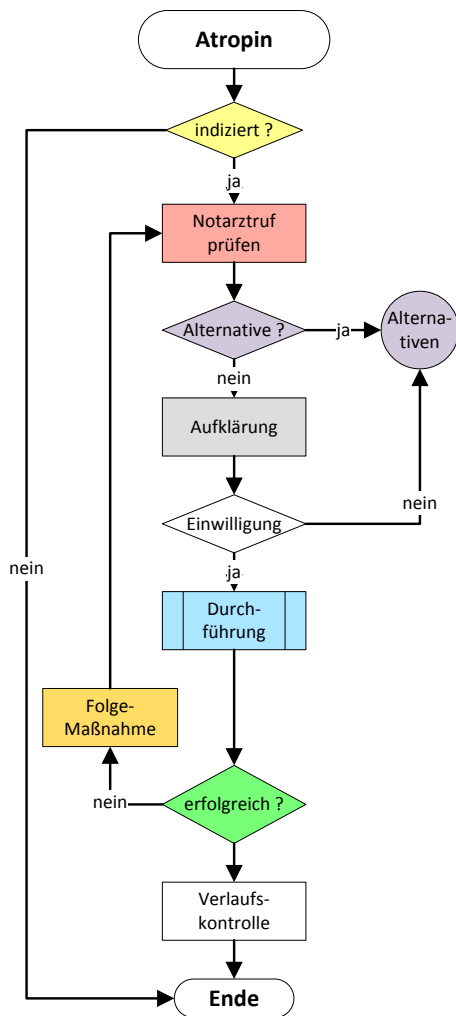 Atropin
indiziert ?
ja
Notarztruf
prüfen
Alternative ?
ja
Alterna-
tiven
nein
Aufklärung
Einwilligung
nein
ja
nein
Durch-
führung
Folge-
Maßnahme
nein
erfolgreich ?
Verlaufs-
kontrolle
Ende